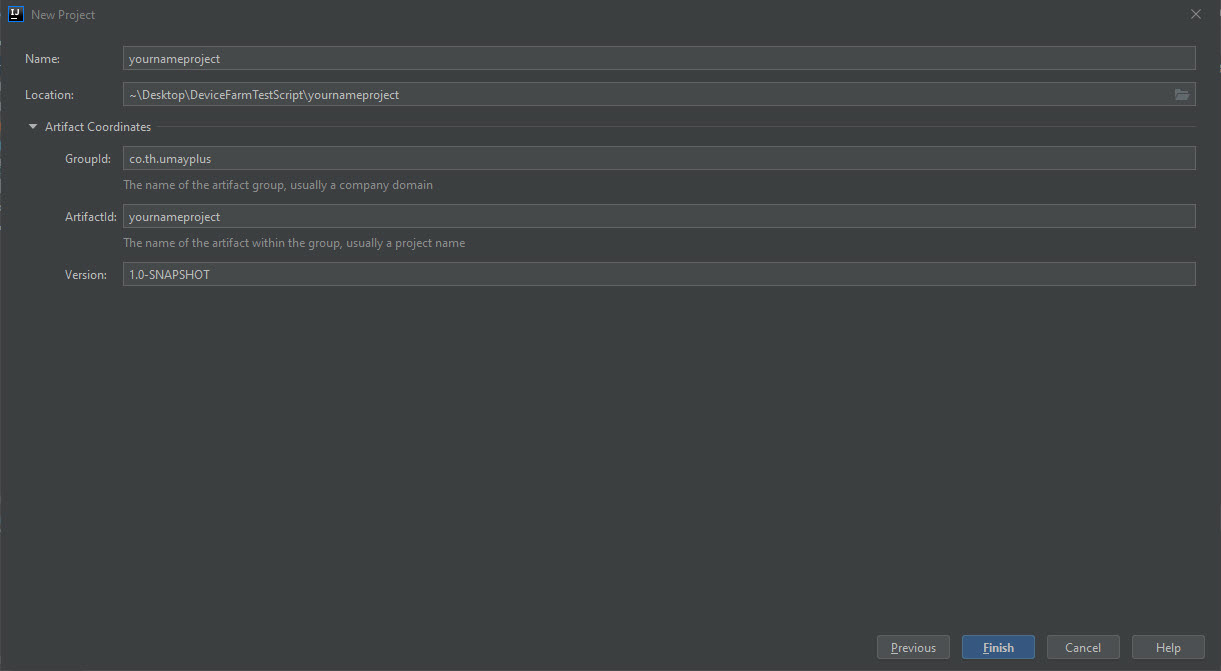 IJ New Project
Name: yournameproject
Location: ~\Desktop\DeviceFarmTestScript\yournameproject
Artifact Coordinates
GroupId: co.th.umayplus
The name of the artifact group, usually a company domain
ArtifactId: yournameproject
The name of the artifact within the group, usually a project name
Version: 1.0-SNAPSHOT
Previous Finish Cancel Help